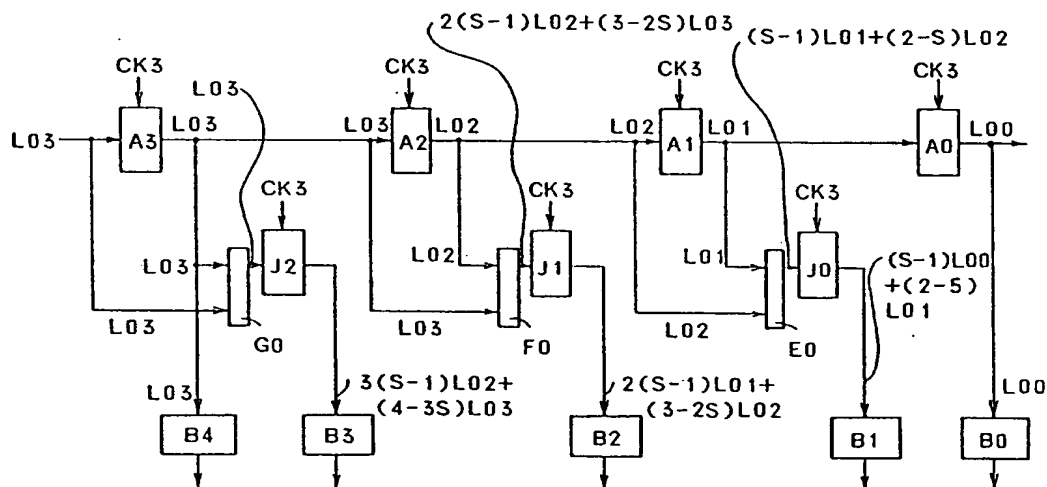 2(S-1)L02+(3-2S)L03
(S-1)L01+(2-S)L02
CK3
L03
CK3
CK3
CK3
L03
A3
L03
L03
A2
L02
L02
A1
L01
A0
L00
CK3
CK3
CK3
L03
J2
L02
J1
L01
J0
(S-1)L00
+(2-5)
L01
L03
G0
L03
F0
L02
E0
L03
3(S-1)L02+
(4-3S)L03
2(S-1)L01+
(3-2S)L02
L00
B4
B3
B2
B1
B0